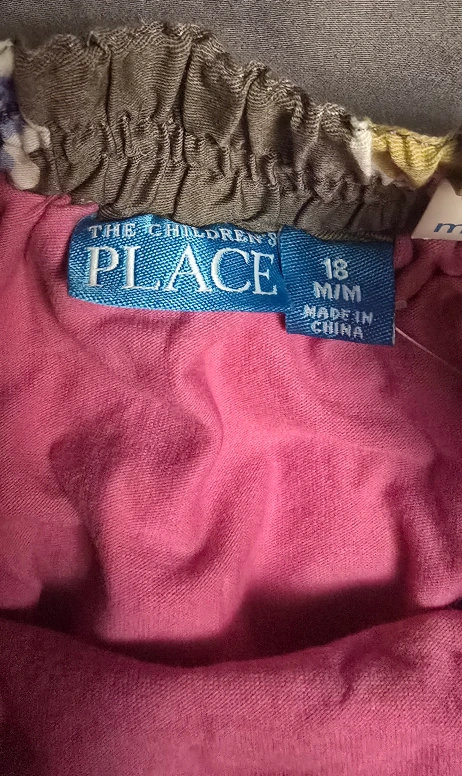 THE CHILDREN'S
PLACE
18
M/M
MADE IN
CHINA
m